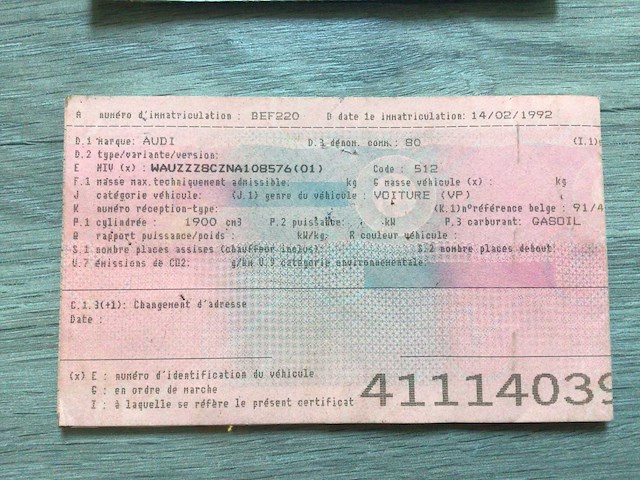 A numéro d'immatriculation : BEF220 B date 1e immatriculation: 14/02/1992
D.1 Marque: AUDI D.3 dénom. comm.: 80 (I.1)
D.2 type/variante/version:
E NIV (x) : WAUZZZ8CZNA108576(01) Code : 512
F.1 masse max.techniquement admissible: kg G masse véhicule (x) : kg
J catégorie véhicule: (J.1) genre du véhicule : VOITURE (VP)
K numéro réception-type: (K.1)n°référence belge : 91/4
P.1 cylindrée : 1900 cm3 P.2 puissance: kW P.3 carburant: GASOIL
Q rapport puissance/poids : kW/kg R couleur véhicule :
S.1 nombre places assises (chauffeur inclus): S.2 nombre places debout
V.7 émissions de CO2: g/km V.9 catégorie environnementale
C.1.3(+1): Changement d'adresse
Date :
(x) E : numéro d'identification du véhicule
G : en ordre de marche
I : à laquelle se réfère le présent certificat
41114039